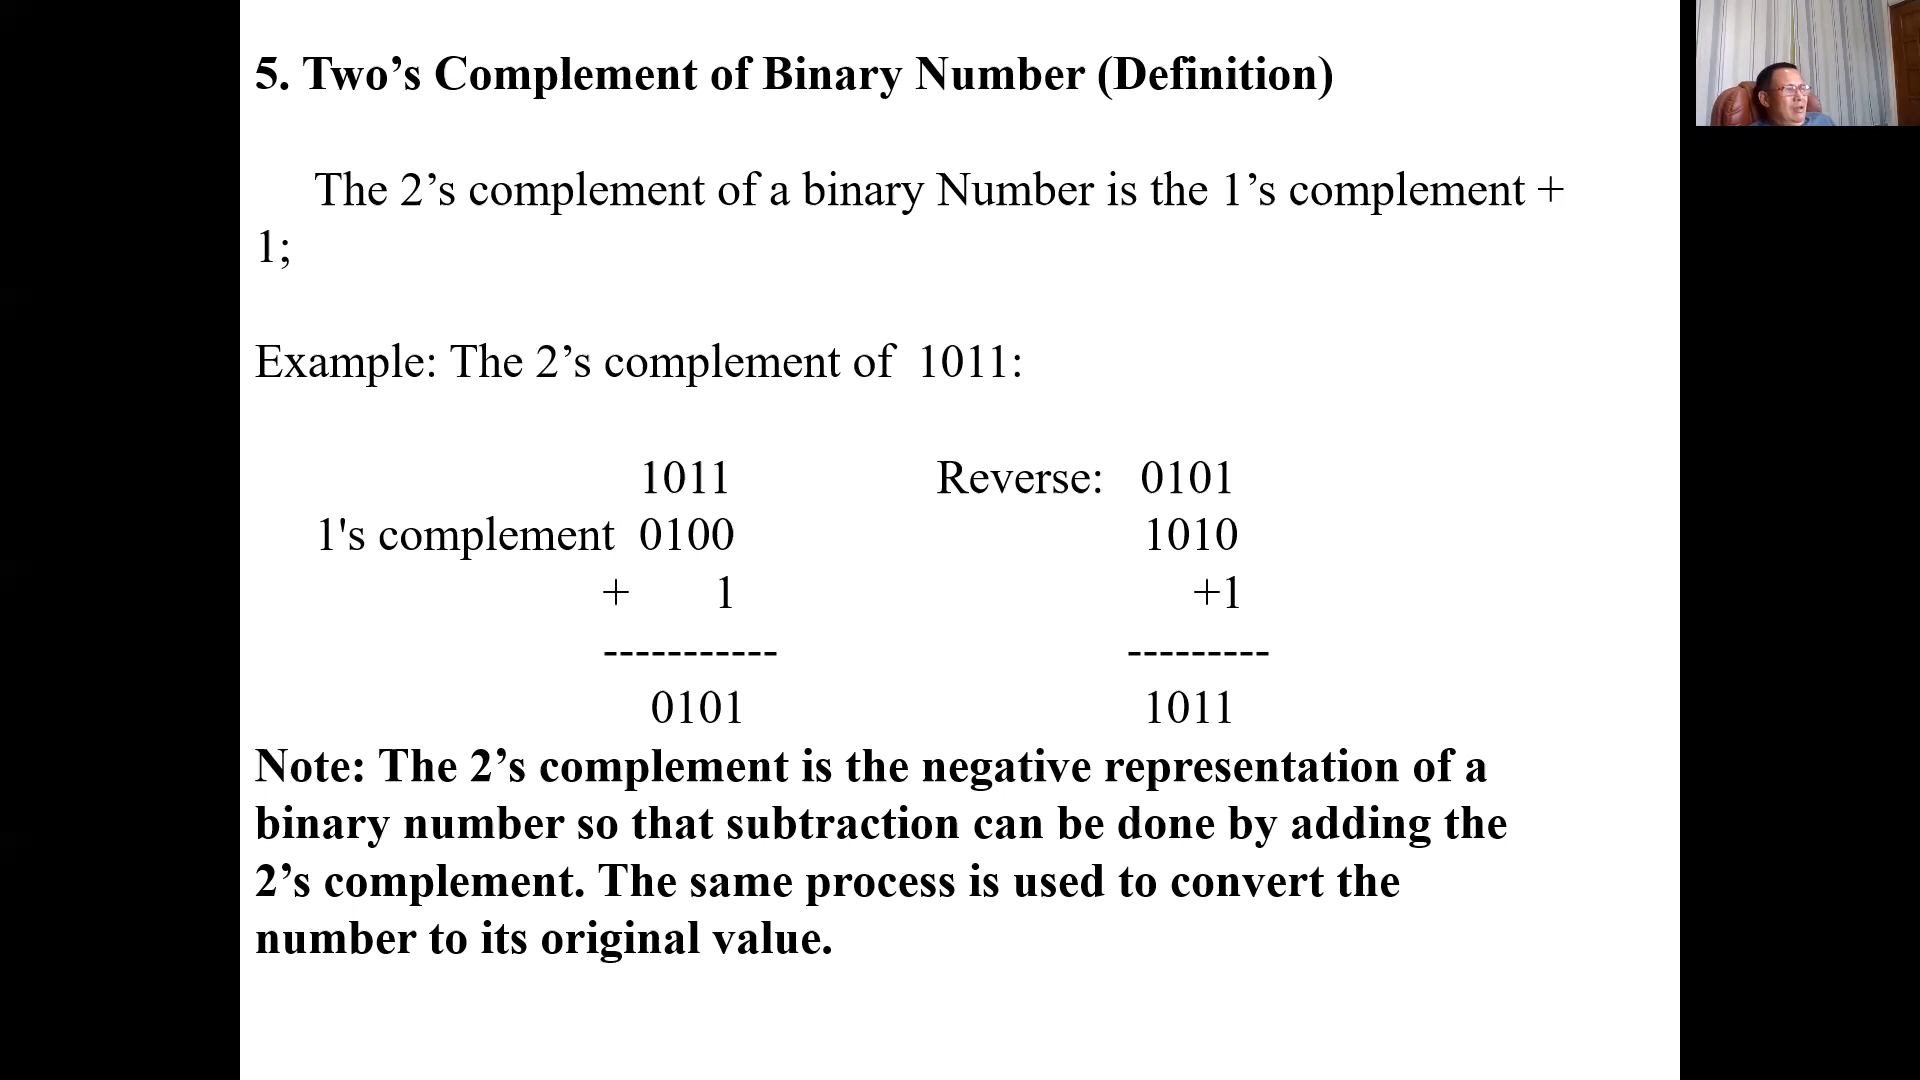 5. Two’s Complement of Binary Number (Definition)
The 2’s complement of a binary Number is the 1’s complement +
1;
Example: The 2’s complement of 1011:
1011 Reverse: 0101
1's complement 0100 1010
+ 1 +1
----------- ---------
0101 1011
Note: The 2’s complement is the negative representation of a
binary number so that subtraction can be done by adding the
2’s complement. The same process is used to convert the
number to its original value.